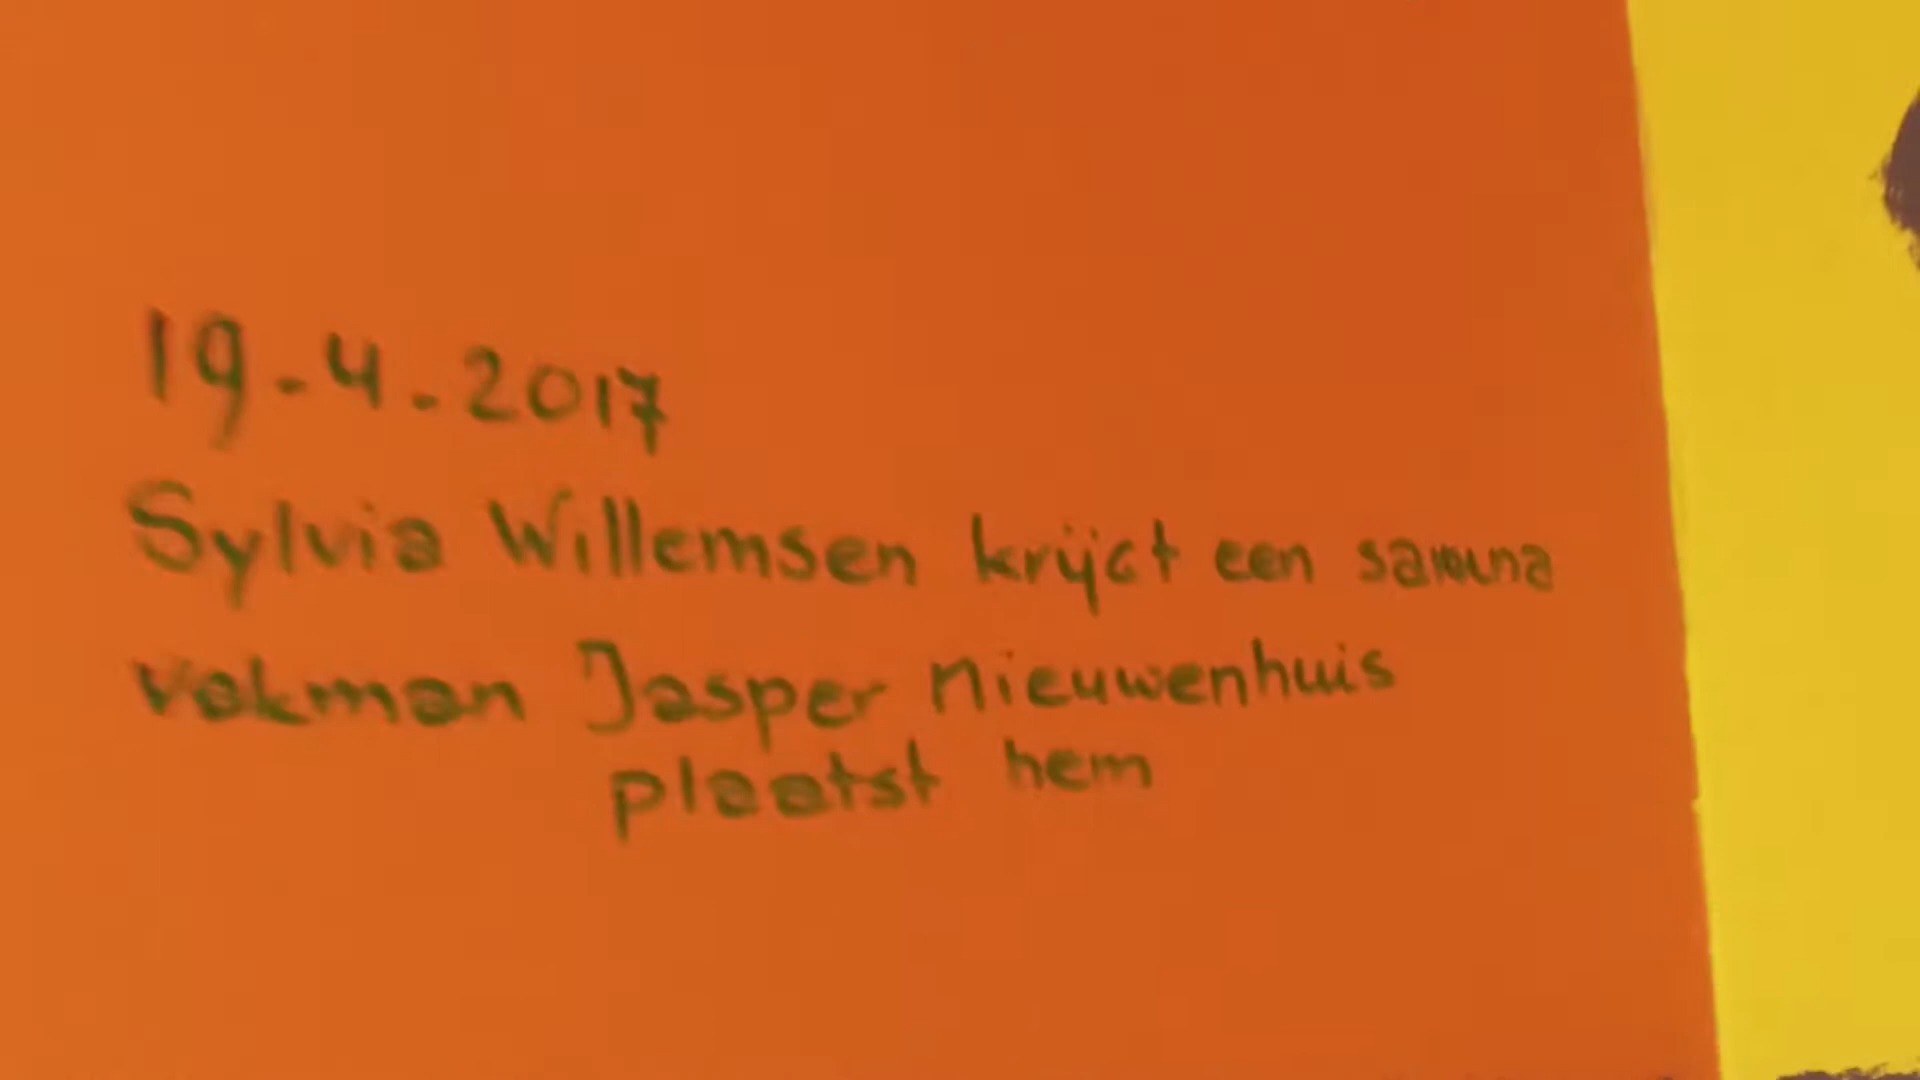 19-4-2017
Sylvia Willemsen krijgt een sauna
Vakman Jasper Nieuwenhuis
plaatst hem